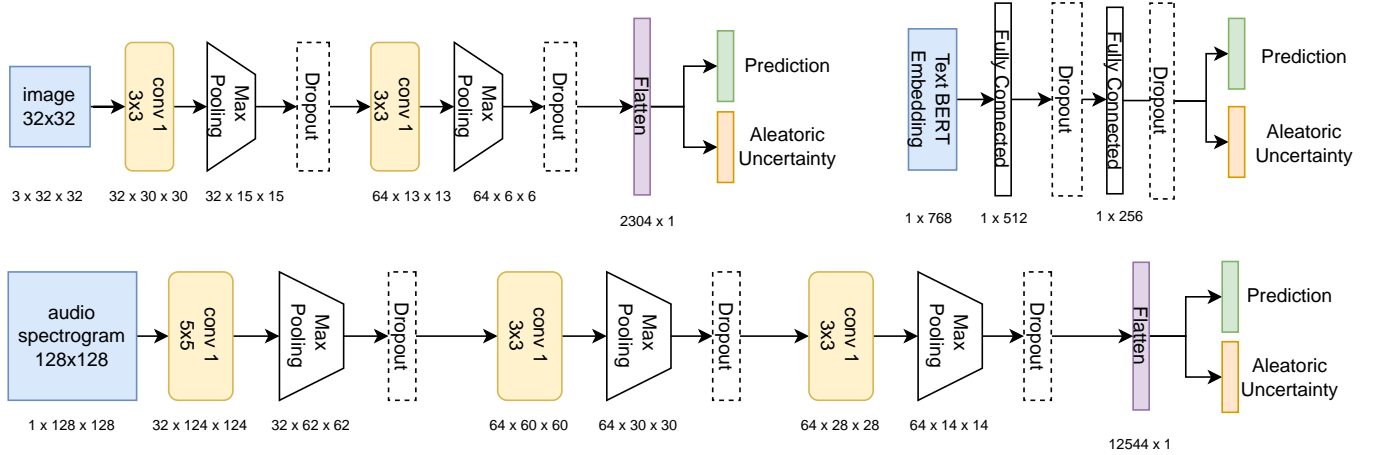 image
32x32
conv 1
3x3
Max
Pooling
Dropout
conv 1
3x3
Max
Pooling
Dropout
Flatten
Prediction
Aleatoric
Uncertainty
3 x 32 x 32
32 x 30 x 30
32 x 15 x 15
64 x 13 x 13
64 x 6 x 6
2304 x 1
Text BERT
Embedding
Fully Connected
Dropout
Fully Connected
Dropout
Prediction
Aleatoric
Uncertainty
1 x 768
1 x 512
1 x 256
audio
spectrogram
128x128
conv 1
5x5
Max
Pooling
Dropout
conv 1
3x3
Max
Pooling
Dropout
conv 1
3x3
Max
Pooling
Dropout
Flatten
Prediction
Aleatoric
Uncertainty
1 x 128 x 128
32 x 124 x 124
32 x 62 x 62
64 x 60 x 60
64 x 30 x 30
64 x 28 x 28
64 x 14 x 14
12544 x 1